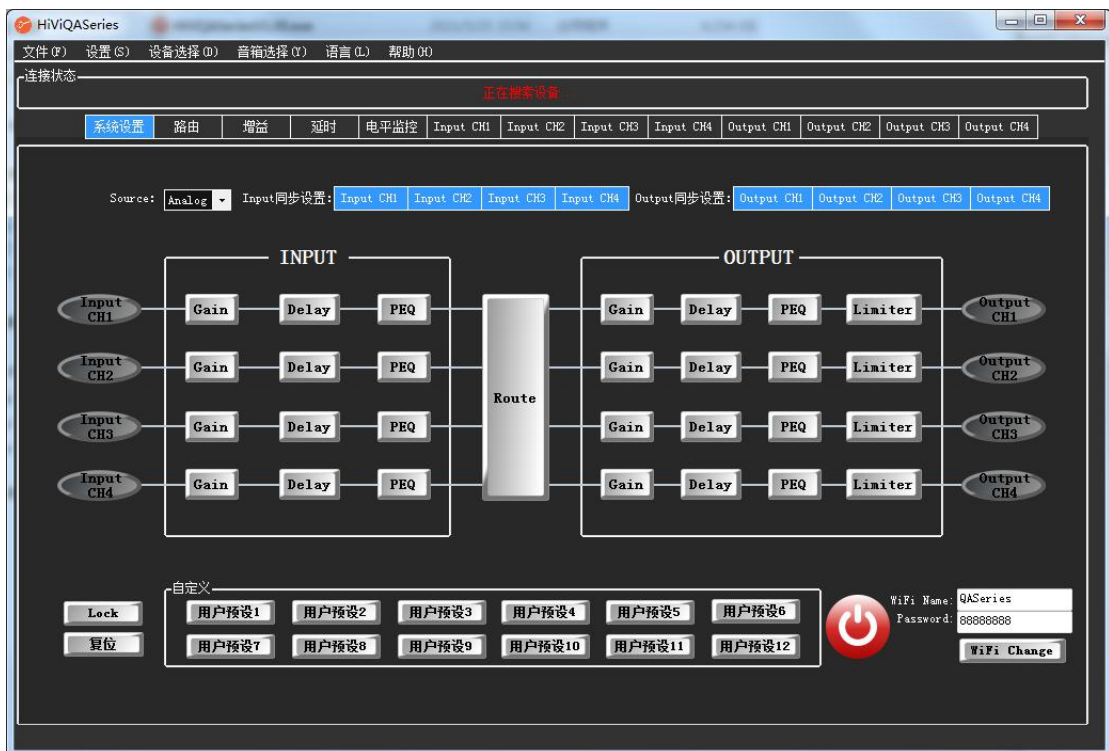 HiViQASeries
文件(F) 设置(S) 设备选择(D) 音箱选择(Y) 语言(L) 帮助(H)
连接状态
正在搜索设备
系统设置 路由 增益 延时 电平监控 Input CH1 Input CH2 Input CH3 Input CH4 Output CH1 Output CH2 Output CH3 Output CH4
Source: Analog Input同步设置: Input CH1 Input CH2 Input CH3 Input CH4 Output同步设置: Output CH1 Output CH2 Output CH3 Output CH4
INPUT OUTPUT
Input CH1 Gain Delay PEQ Gain Delay PEQ Limiter Output CH1
Input CH2 Gain Delay PEQ Gain Delay PEQ Limiter Output CH2
Route
Input CH3 Gain Delay PEQ Gain Delay PEQ Limiter Output CH3
Input CH4 Gain Delay PEQ Gain Delay PEQ Limiter Output CH4
自定义
Lock 用户预设1 用户预设2 用户预设3 用户预设4 用户预设5 用户预设6 WiFi Name: QASeries
Password: 88888888
复位 用户预设7 用户预设8 用户预设9 用户预设10 用户预设11 用户预设12 WiFi Change